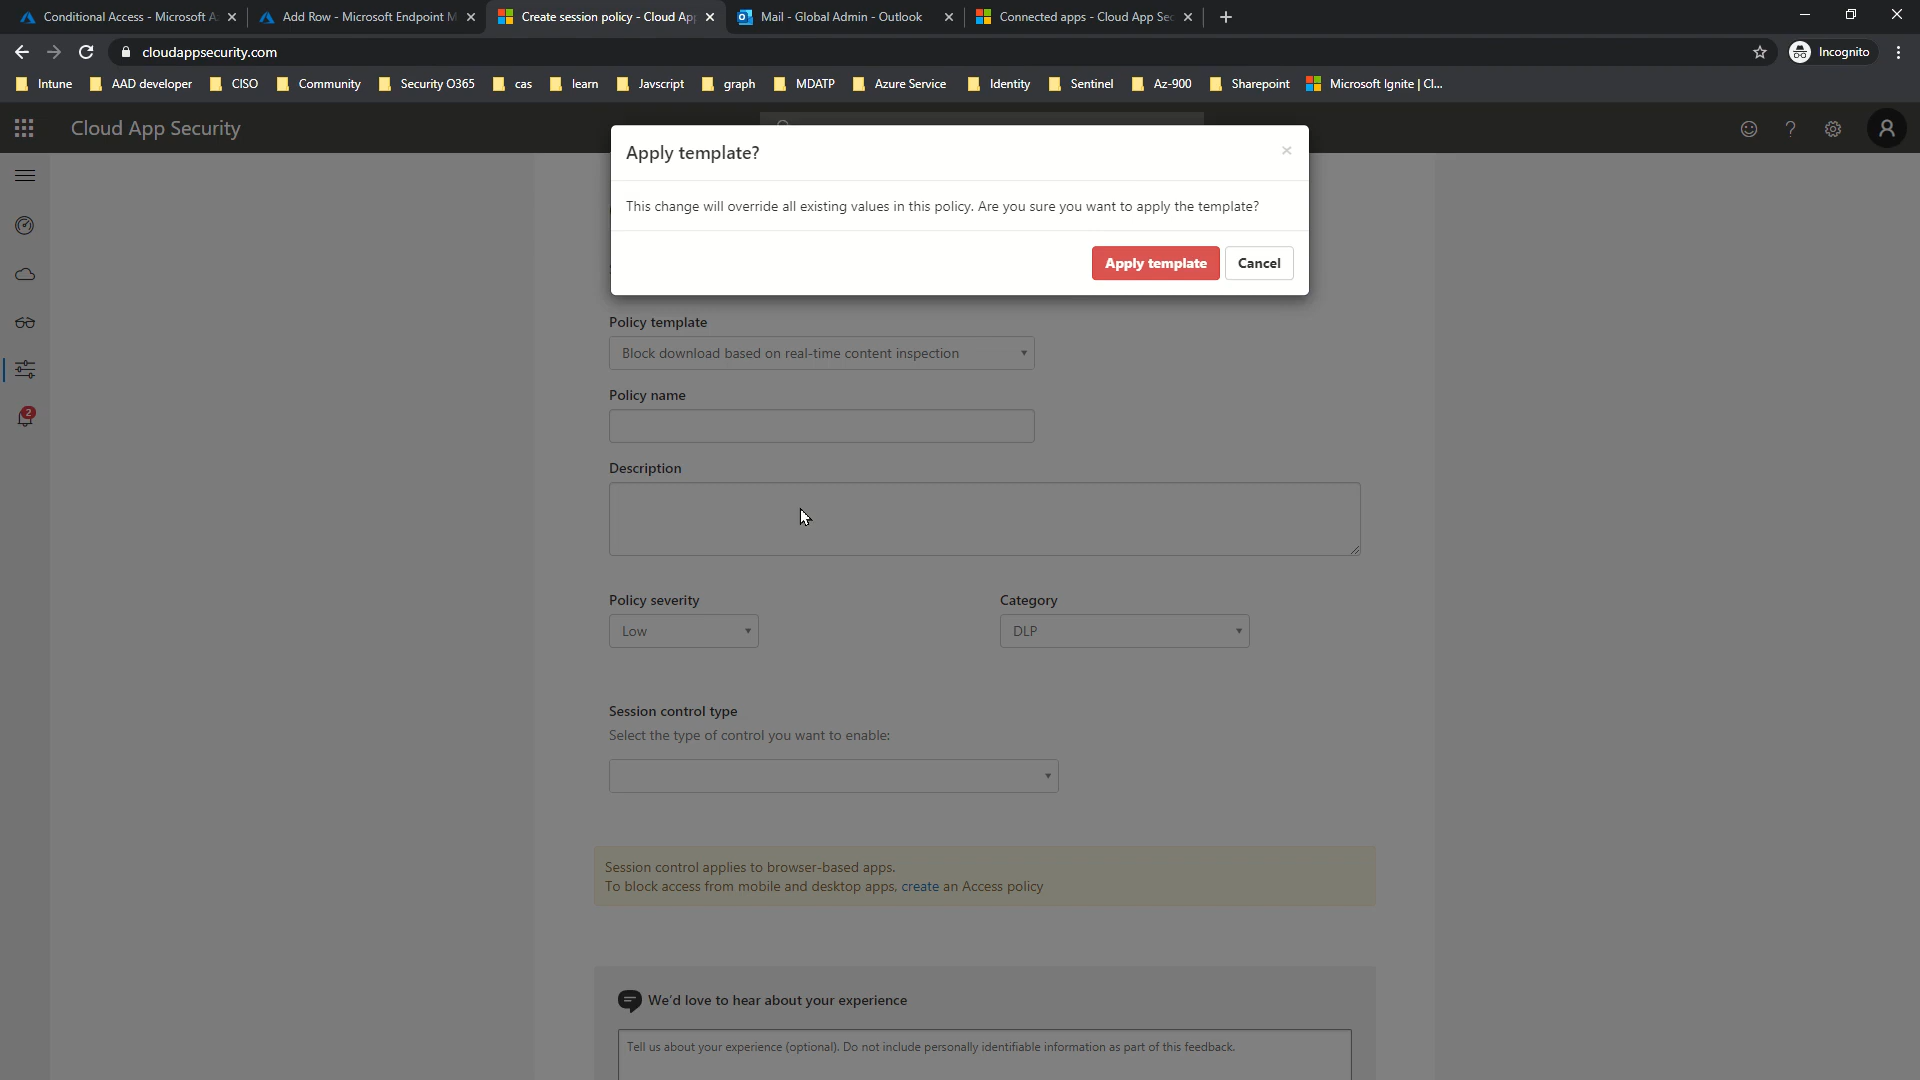 Conditional Access - Microsoft A
Add Row - Microsoft Endpoint M
Create session policy - Cloud Ap
Mail - Global Admin - Outlook
Connected apps - Cloud App Sec
cloudappsecurity.com
Incognito
Intune
AAD developer
CISO
Community
Security O365
cas
learn
Javscript
graph
MDATP
Azure Service
Identity
Sentinel
Az-900
Sharepoint
Microsoft Ignite | Cl...
Cloud App Security
Apply template?
This change will override all existing values in this policy. Are you sure you want to apply the template?
Apply template
Cancel
2
Policy template
Block download based on real-time content inspection
Policy name
Description
Policy severity
Category
Low
DLP
Session control type
Select the type of control you want to enable:
Session control applies to browser-based apps.
To block access from mobile and desktop apps, create an Access policy
We'd love to hear about your experience
Tell us about your experience (optional). Do not include personally identifiable information as part of this feedback.